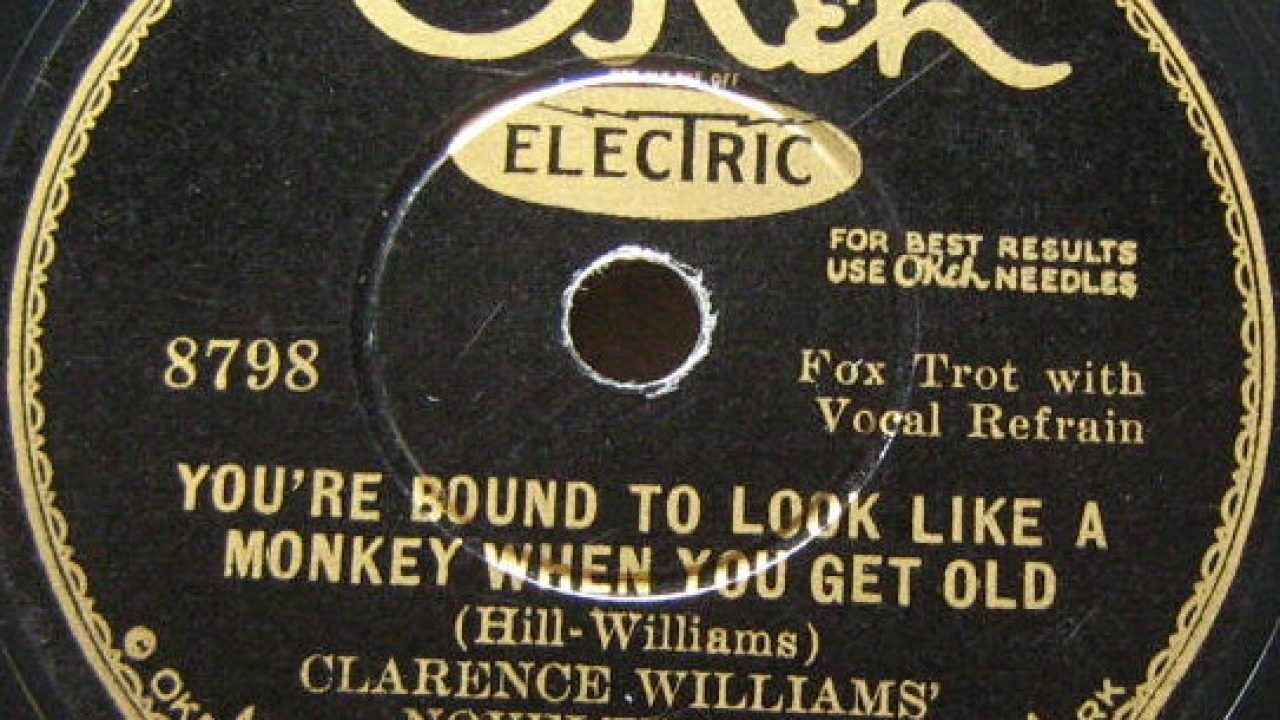 OKeh
ELECTRIC
FOR BEST RESULTS
USE OKeh NEEDLES
8798
Fox Trot with
Vocal Refrain
YOU'RE BOUND TO LOOK LIKE A
MONKEY WHEN YOU GET OLD
(Hill-Williams)
CLARENCE WILLIAMS'